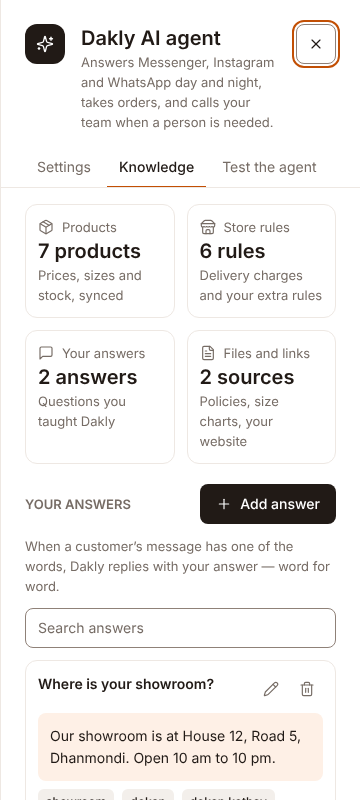 Dakly AI agent
Answers Messenger, Instagram
and WhatsApp day and night,
takes orders, and calls your
team when a person is needed.
Settings
Knowledge
Test the agent
Products
7 products
Prices, sizes and
stock, synced
Store rules
6 rules
Delivery charges
and your extra rules
Your answers
2 answers
Questions you
taught Dakly
Files and links
2 sources
Policies, size
charts, your
website
YOUR ANSWERS
Add answer
When a customer’s message has one of the
words, Dakly replies with your answer — word for
word.
Search answers
Where is your showroom?
Our showroom is at House 12, Road 5,
Dhanmondi. Open 10 am to 10 pm.